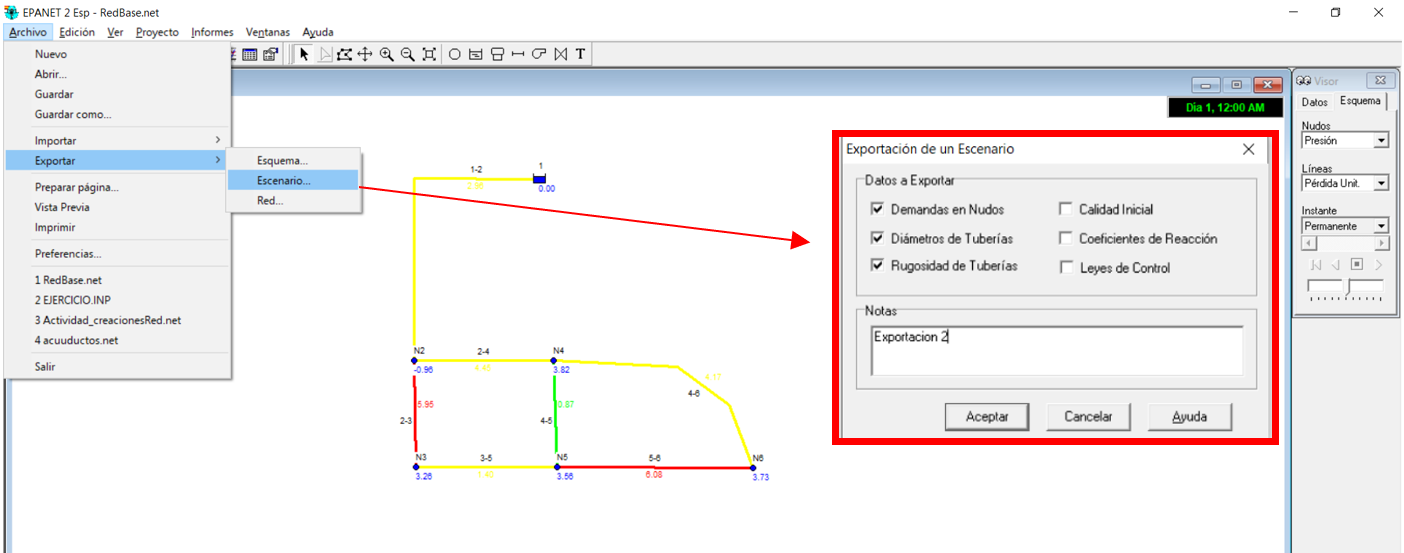 EPANET 2 Esp - RedBase.net
Archivo Edición Ver Proyecto Informes Ventanas Ayuda
Nuevo
Abrir...
Guardar
Guardar como...
Importar
Exportar
Preparar página...
Vista Previa
Imprimir
Preferencias...
1 RedBase.net
2 EJERCICIO.INP
3 Actividad_creacionesRed.net
4 acuuductos.net
Salir
Esquema...
Escenario...
Red...
T
Dia 1, 12:00 AM
1-2
1
0.00
N2
2-4
N4
-0.96
4.45
3.82
4.17
4-6
5.95
0.87
2-3
4-5
N3
3-5
N5
5-6
N6
3.26
1.43
3.56
6.08
3.73
Exportación de un Escenario
Datos a Exportar
Demandas en Nudos
Calidad Inicial
Diámetros de Tuberías
Coeficientes de Reacción
Rugosidad de Tuberías
Leyes de Control
Notas
Exportacion 2
Aceptar Cancelar Ayuda
Visor
Datos Esquema
Nudos
Presión
Líneas
Pérdida Unit.
Instante
Permanente